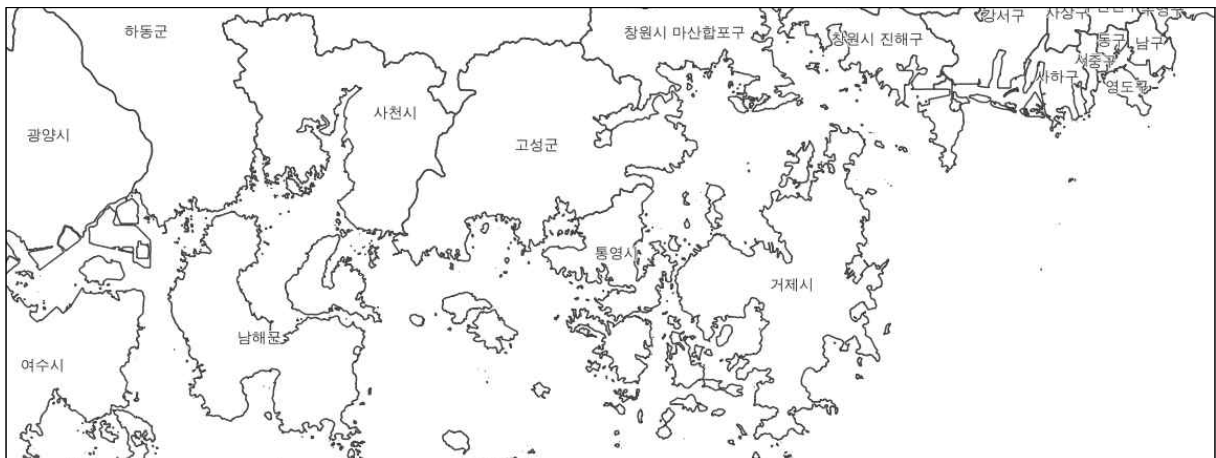 하동군
창원시 마산합포구
창원시 진해구
강서구
사상구
동구
남구
서중구
사하구
영도구
사천시
광양시
고성군
통영시
거제시
남해군
여수시